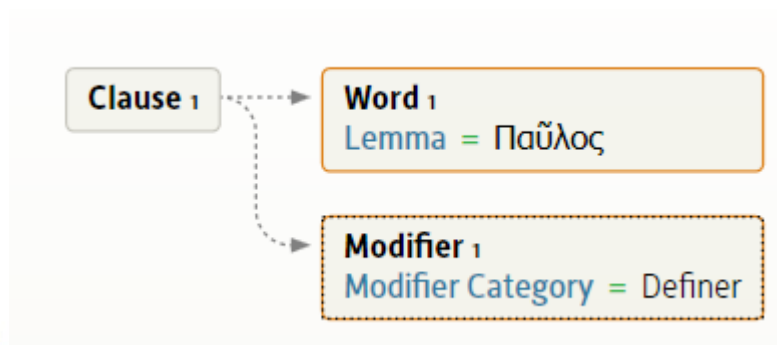 Clause 1
Word 1
Lemma = Παῦλος
Modifier 1
Modifier Category = Definer